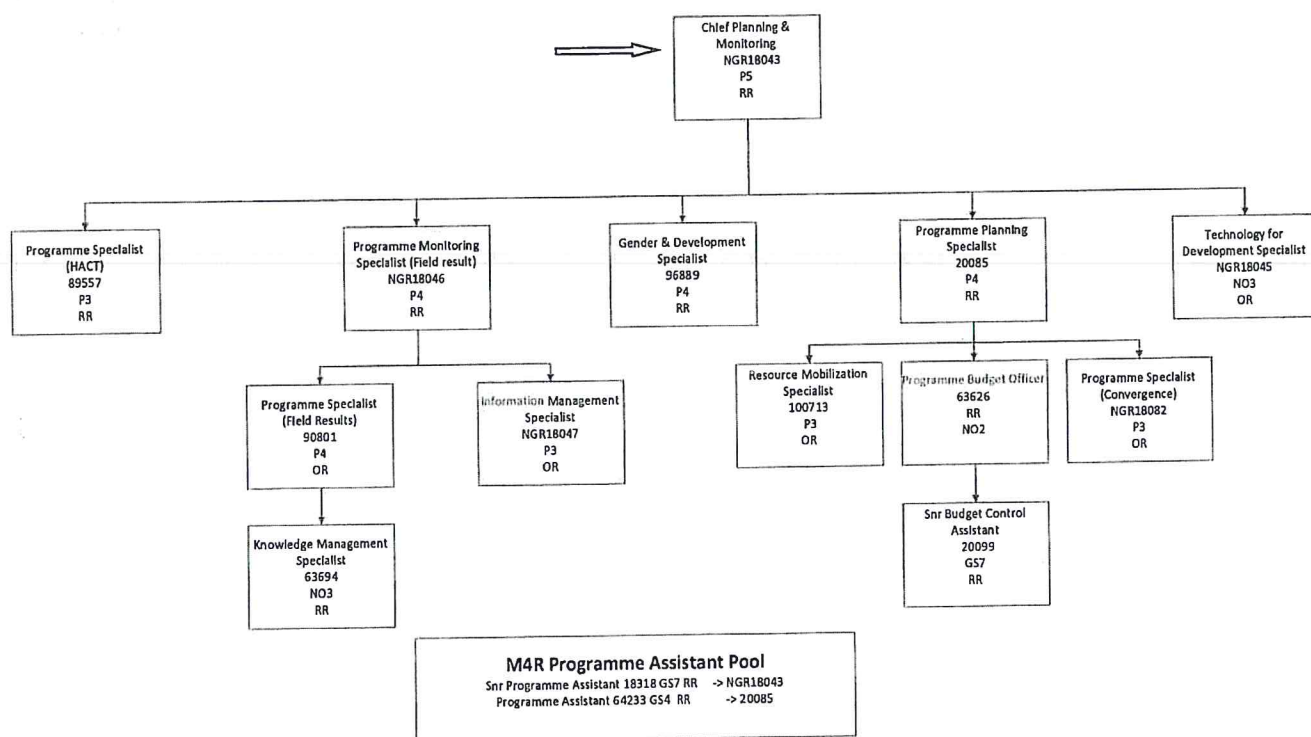 Chief Planning &
Monitoring
NGR18043
P5
RR
Programme Specialist
(HACT)
89557
P3
RR
Programme Monitoring
Specialist (Field result)
NGR18046
P4
RR
Gender & Development
Specialist
96889
P4
RR
Programme Planning
Specialist
20085
P4
RR
Technology for
Development Specialist
NGR18045
NO3
OR
Programme Specialist
(Field Results)
90801
P4
OR
Information Management
Specialist
NGR18047
P3
OR
Resource Mobilization
Specialist
100713
P3
OR
Programme Budget Officer
63626
RR
NO2
Programme Specialist
(Convergence)
NGR18082
P3
OR
Knowledge Management
Specialist
63694
NO3
RR
Snr Budget Control
Assistant
20099
GS7
RR
M4R Programme Assistant Pool
Snr Programme Assistant 18318 GS7 RR -> NGR18043
Programme Assistant 64233 GS4 RR -> 20085